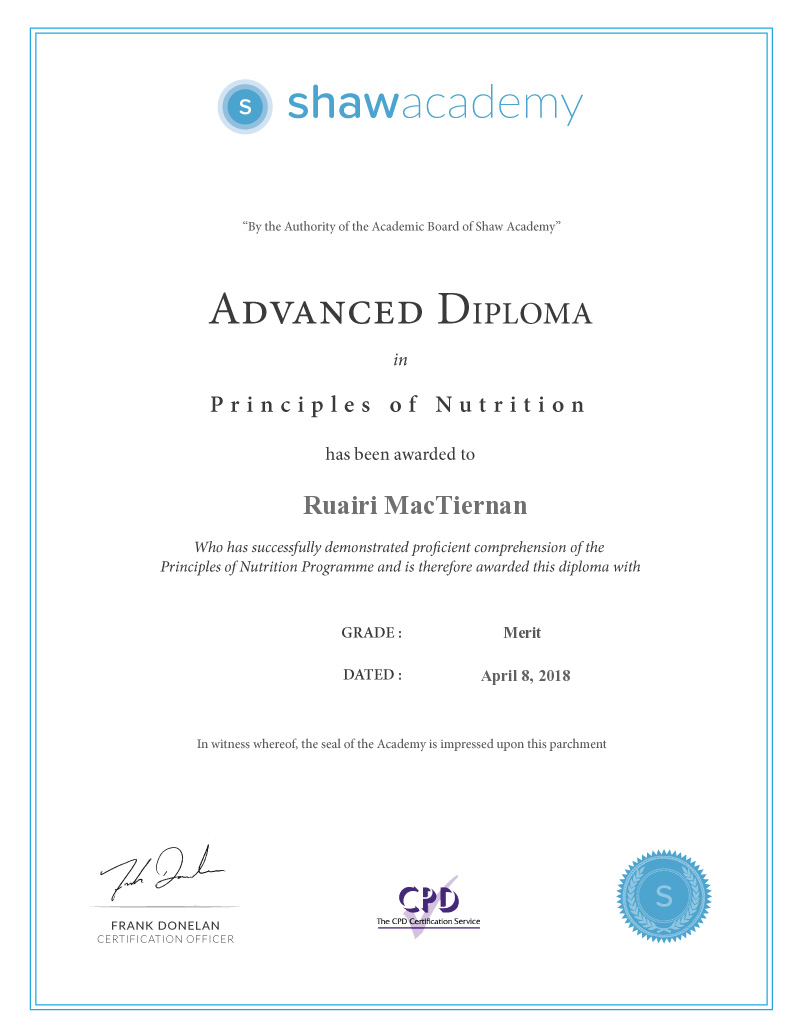 S shawacademy
“By the Authority of the Academic Board of Shaw Academy”
Advanced Diploma
in
Principles of Nutrition
has been awarded to
Ruairi MacTiernan
Who has successfully demonstrated proficient comprehension of the
Principles of Nutrition Programme and is therefore awarded this diploma with
GRADE : Merit
DATED : April 8, 2018
In witness whereof, the seal of the Academy is impressed upon this parchment
FRANK DONELAN
CERTIFICATION OFFICER
CPD
The CPD Certification Service
S